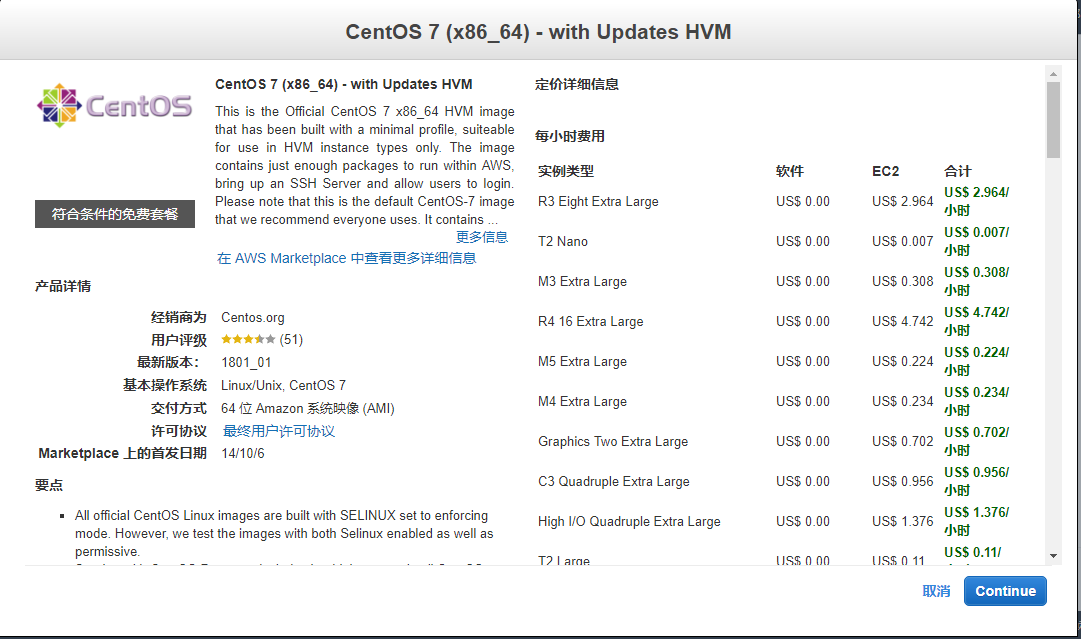 CentOS 7 (x86_64) - with Updates HVM
CentOS
符合条件的免费套餐
CentOS 7 (x86_64) - with Updates HVM
This is the Official CentOS 7 x86_64 HVM image
that has been built with a minimal profile, suiteable
for use in HVM instance types only. The image
contains just enough packages to run within AWS,
bring up an SSH Server and allow users to login.
Please note that this is the default CentOS-7 image
that we recommend everyone uses. It contains ...
更多信息
在 AWS Marketplace 中查看更多详细信息
产品详情
经销商为 Centos.org
用户评级 (51)
最新版本： 1801_01
基本操作系统 Linux/Unix, CentOS 7
交付方式 64 位 Amazon 系统映像 (AMI)
许可协议 最终用户许可协议
Marketplace 上的首发日期 14/10/6
要点
All official CentOS Linux images are built with SELINUX set to enforcing
mode. However, we test the images with both Selinux enabled as well as
permissive.
定价详细信息
每小时费用
实例类型 软件 EC2 合计
R3 Eight Extra Large US$ 0.00 US$ 2.964 US$ 2.964/
小时
T2 Nano US$ 0.00 US$ 0.007 US$ 0.007/
小时
M3 Extra Large US$ 0.00 US$ 0.308 US$ 0.308/
小时
R4 16 Extra Large US$ 0.00 US$ 4.742 US$ 4.742/
小时
M5 Extra Large US$ 0.00 US$ 0.224 US$ 0.224/
小时
M4 Extra Large US$ 0.00 US$ 0.234 US$ 0.234/
小时
Graphics Two Extra Large US$ 0.00 US$ 0.702 US$ 0.702/
小时
C3 Quadruple Extra Large US$ 0.00 US$ 0.956 US$ 0.956/
小时
High I/O Quadruple Extra Large US$ 0.00 US$ 1.376 US$ 1.376/
小时
T2 Large US$ 0.00 US$ 0.11 US$ 0.11/
取消 Continue